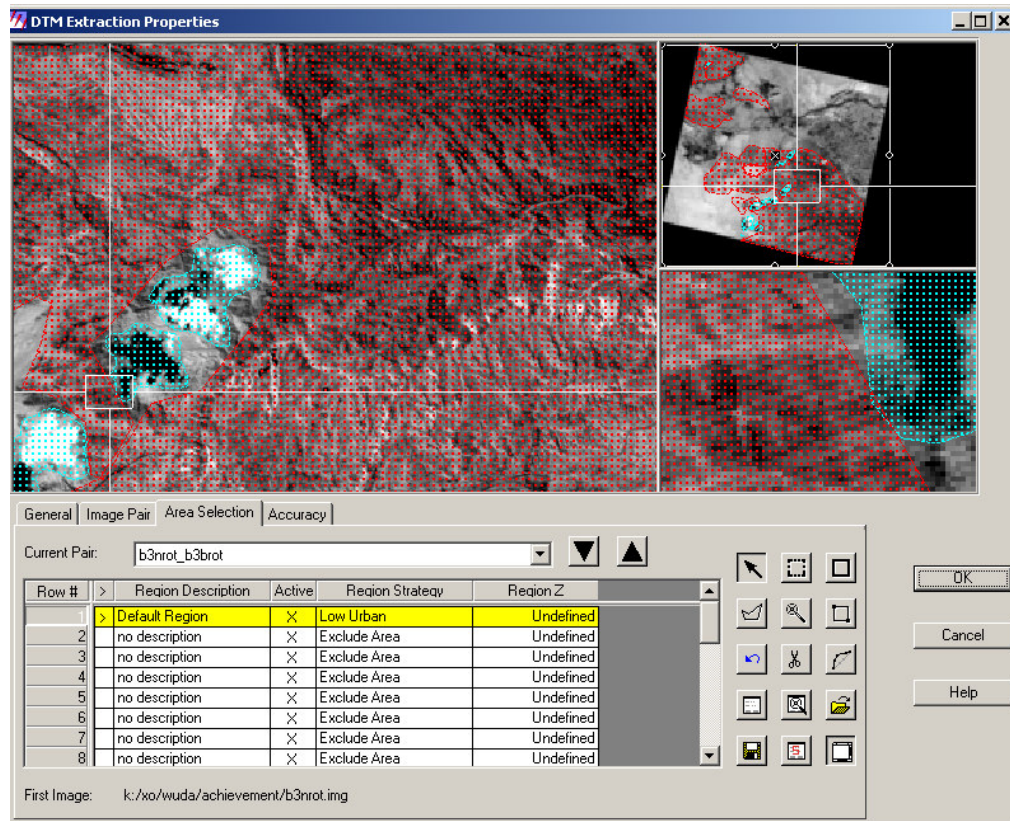 DTM Extraction Properties
General Image Pair Area Selection Accuracy
Current Pair: b3nrot_b3brot
Row # > Region Description Active Region Strategy Region Z
1 > Default Region X Low Urban Undefined
2 no description X Exclude Area Undefined
3 no description X Exclude Area Undefined
4 no description X Exclude Area Undefined
5 no description X Exclude Area Undefined
6 no description X Exclude Area Undefined
7 no description X Exclude Area Undefined
8 no description X Exclude Area Undefined
OK
Cancel
Help
First Image: k:/xo/wuda/achievement/b3nrot.img